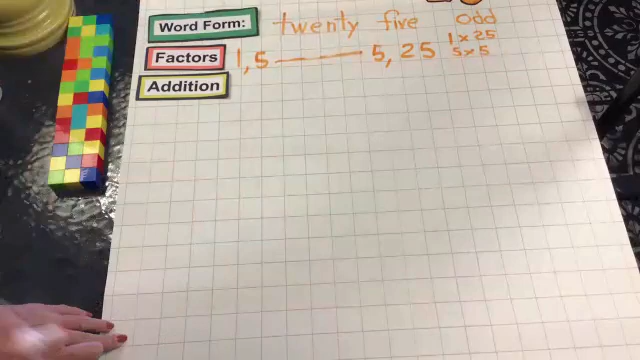 Word Form: twenty five odd
1 x 25
Factors 1, 5 5, 25 5 x 5
Addition